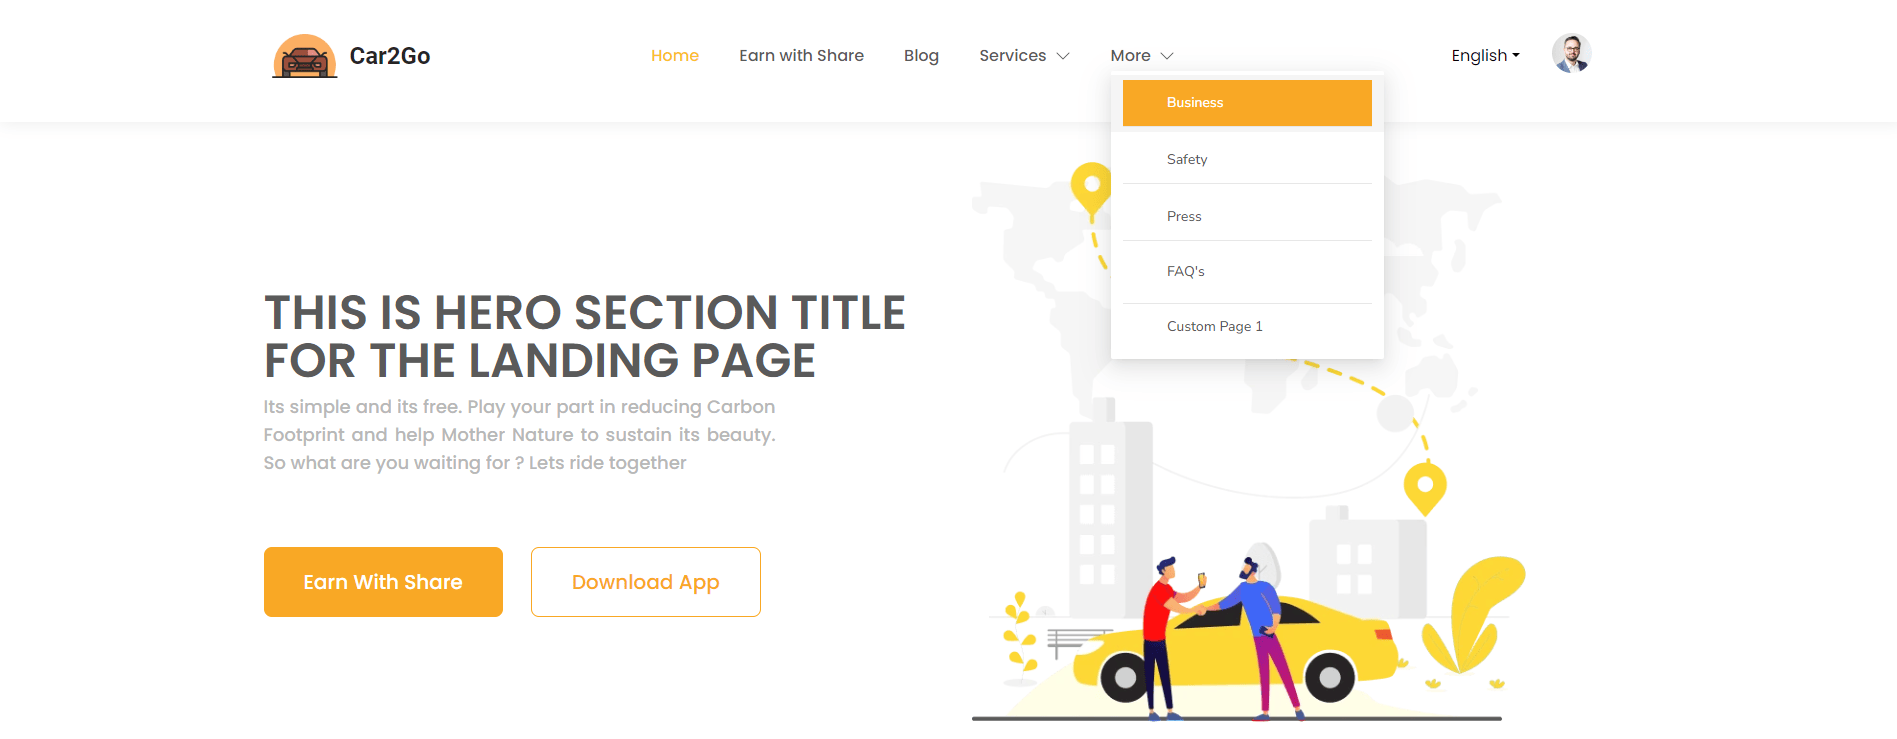 Car2Go
Home
Earn with Share
Blog
Services
More
English
Business
Safety
Press
FAQ's
Custom Page 1
THIS IS HERO SECTION TITLE
FOR THE LANDING PAGE
Its simple and its free. Play your part in reducing Carbon
Footprint and help Mother Nature to sustain its beauty.
So what are you waiting for ? Lets ride together
Earn With Share
Download App